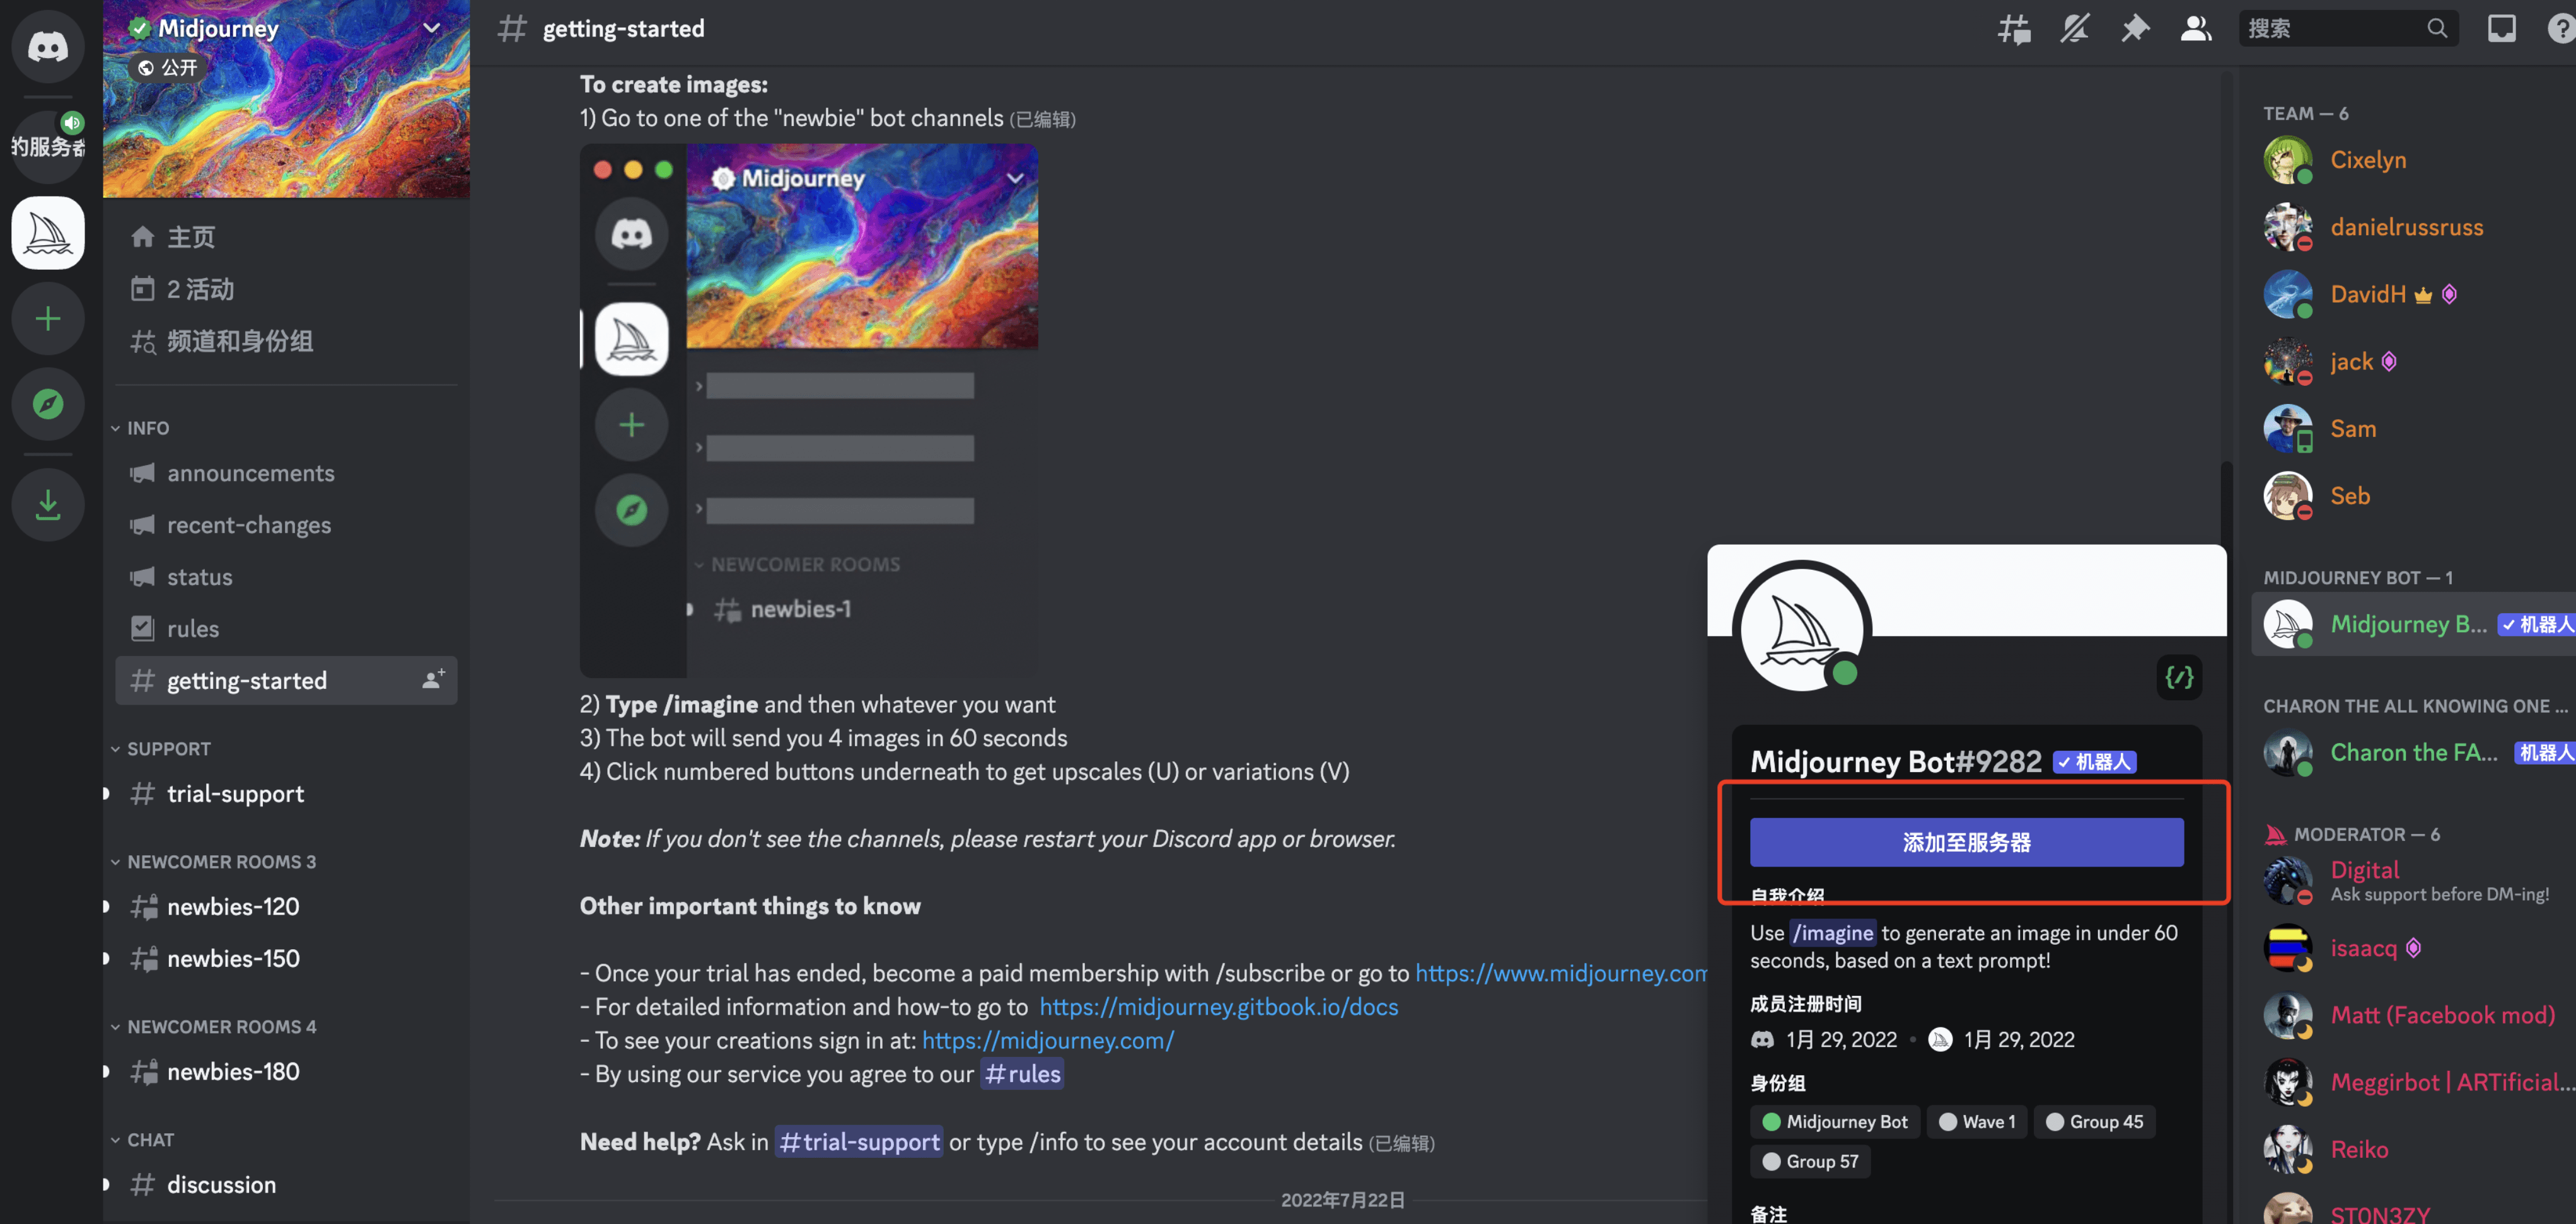 的服务器
Midjourney
公开
主页
2 活动
频道和身份组
INFO
announcements
recent-changes
status
rules
getting-started
SUPPORT
trial-support
NEWCOMER ROOMS 3
newbies-120
newbies-150
NEWCOMER ROOMS 4
newbies-180
CHAT
discussion
getting-started
搜索
To create images:
1) Go to one of the "newbie" bot channels (已编辑)
Midjourney
NEWCOMER ROOMS
newbies-1
2) Type /imagine and then whatever you want
3) The bot will send you 4 images in 60 seconds
4) Click numbered buttons underneath to get upscales (U) or variations (V)
Note: If you don't see the channels, please restart your Discord app or browser.
Other important things to know
- Once your trial has ended, become a paid membership with /subscribe or go to https://www.midjourney.com
- For detailed information and how-to go to https://midjourney.gitbook.io/docs
- To see your creations sign in at: https://midjourney.com/
- By using our service you agree to our #rules
Need help? Ask in #trial-support or type /info to see your account details (已编辑)
2022年7月22日
Midjourney Bot#9282 机器人
添加至服务器
自我介绍
Use /imagine to generate an image in under 60
seconds, based on a text prompt!
成员注册时间
1月 29, 2022 • 1月 29, 2022
身份组
Midjourney Bot Wave 1 Group 45
Group 57
备注
TEAM — 6
Cixelyn
danielrussruss
DavidH
jack
Sam
Seb
MIDJOURNEY BOT — 1
Midjourney B... 机器人
CHARON THE ALL KNOWING ONE ...
Charon the FA... 机器人
MODERATOR — 6
Digital
Ask support before DM-ing!
isaacq
Matt (Facebook mod)
Meggirbot | ARTificial...
Reiko
ST0N3ZY